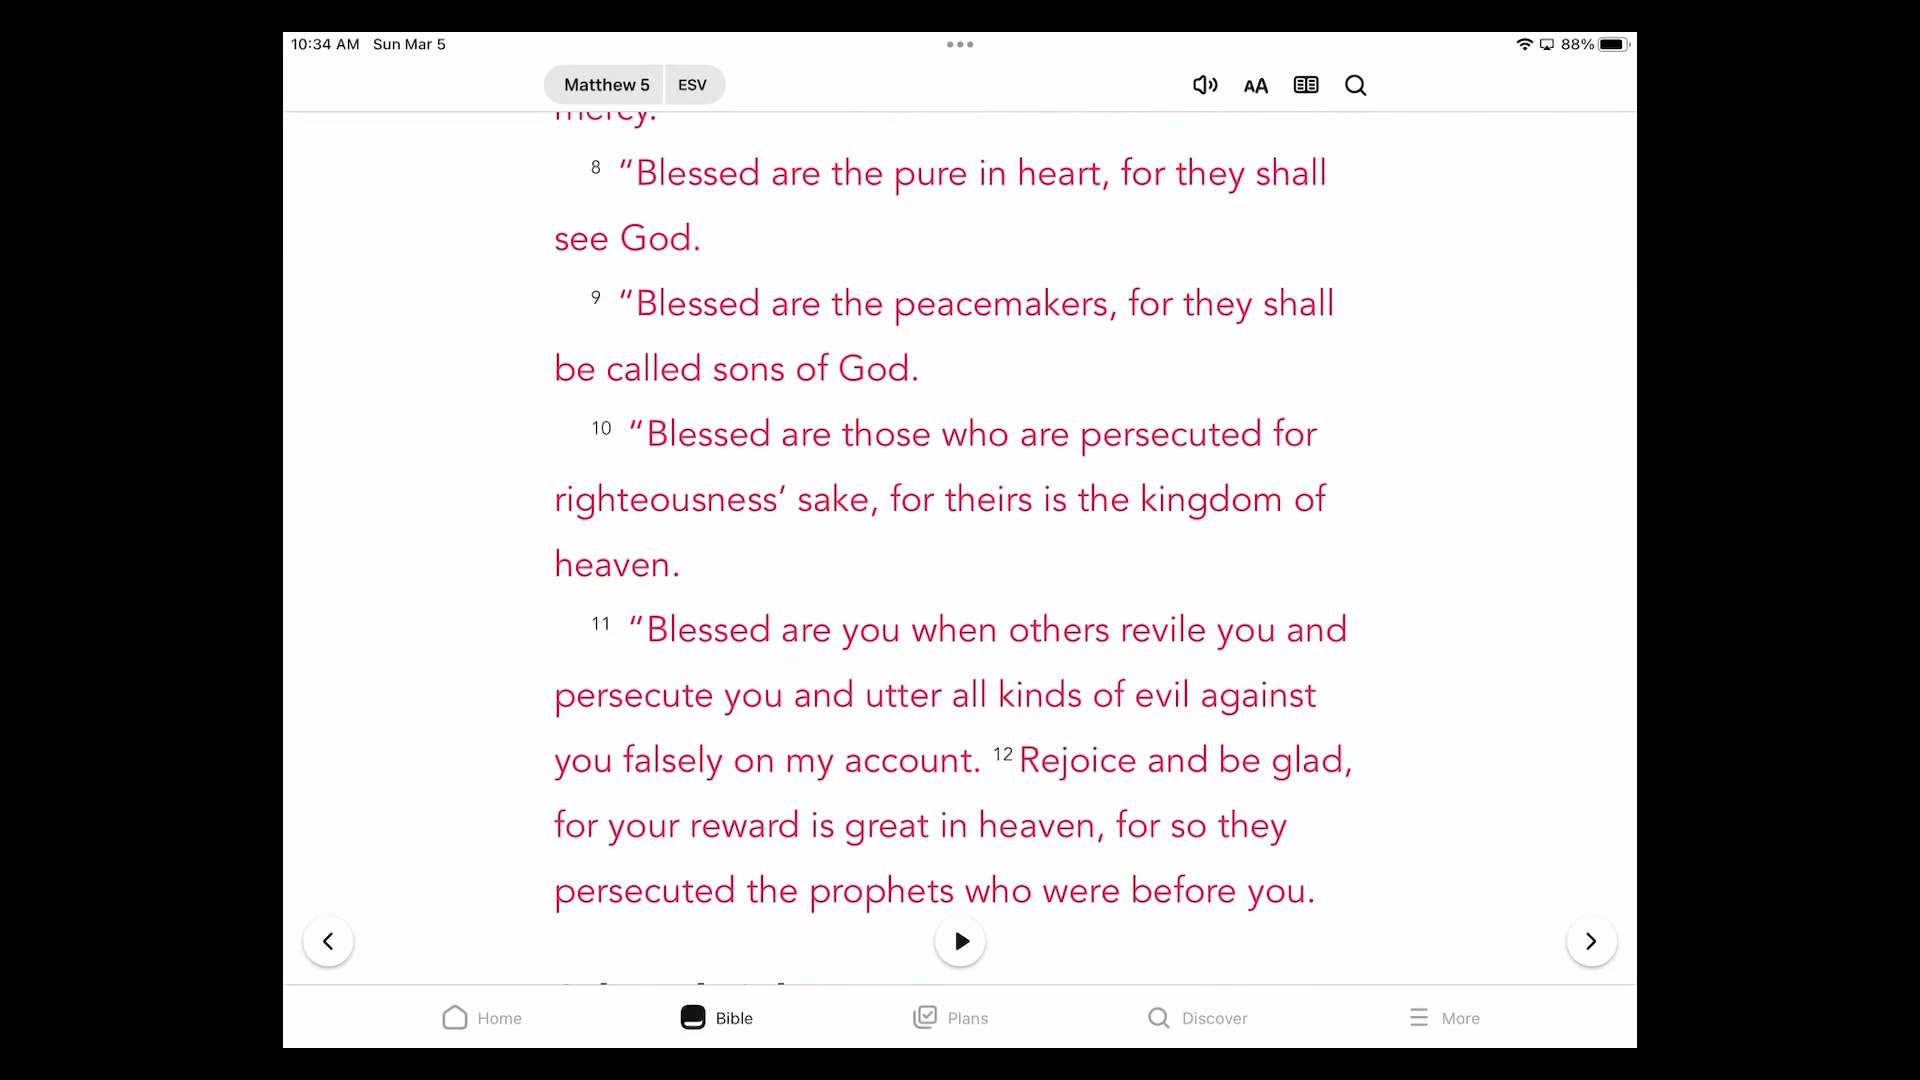 10:34 AM Sun Mar 5
88%
Matthew 5 ESV
AA
mercy.
8 “Blessed are the pure in heart, for they shall
see God.
9 “Blessed are the peacemakers, for they shall
be called sons of God.
10 “Blessed are those who are persecuted for
righteousness’ sake, for theirs is the kingdom of
heaven.
11 “Blessed are you when others revile you and
persecute you and utter all kinds of evil against
you falsely on my account. 12 Rejoice and be glad,
for your reward is great in heaven, for so they
persecuted the prophets who were before you.
Home Bible Plans Discover More